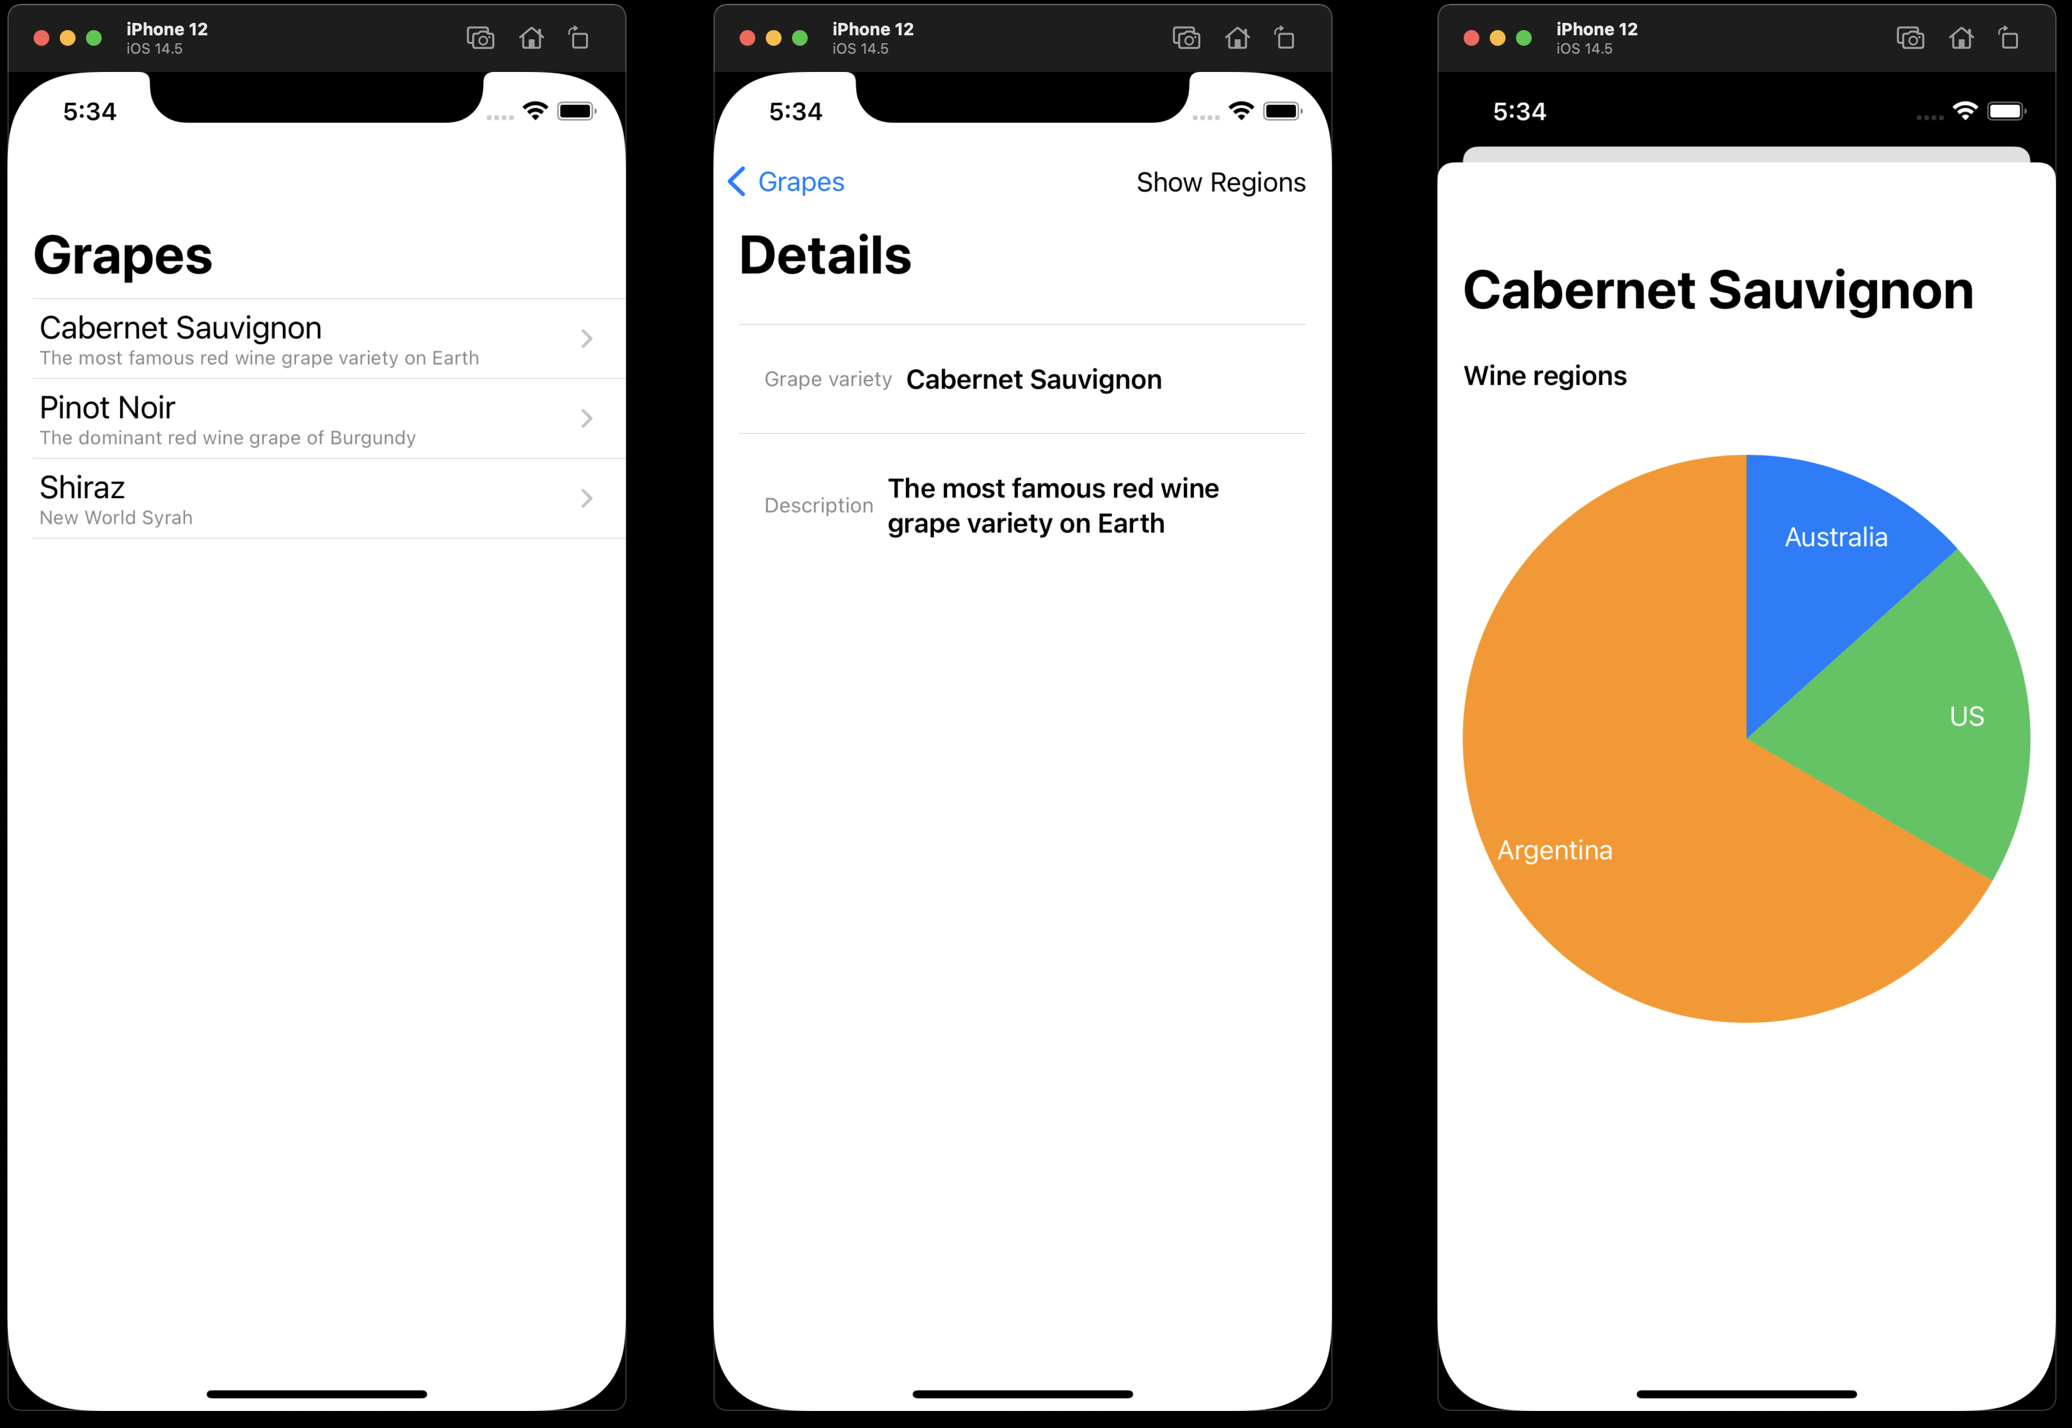 iPhone 12
iOS 14.5
5:34
Grapes
Cabernet Sauvignon
The most famous red wine grape variety on Earth
Pinot Noir
The dominant red wine grape of Burgundy
Shiraz
New World Syrah
iPhone 12
iOS 14.5
5:34
Grapes
Show Regions
Details
Grape variety Cabernet Sauvignon
Description The most famous red wine
grape variety on Earth
iPhone 12
iOS 14.5
5:34
Cabernet Sauvignon
Wine regions
Australia
US
Argentina